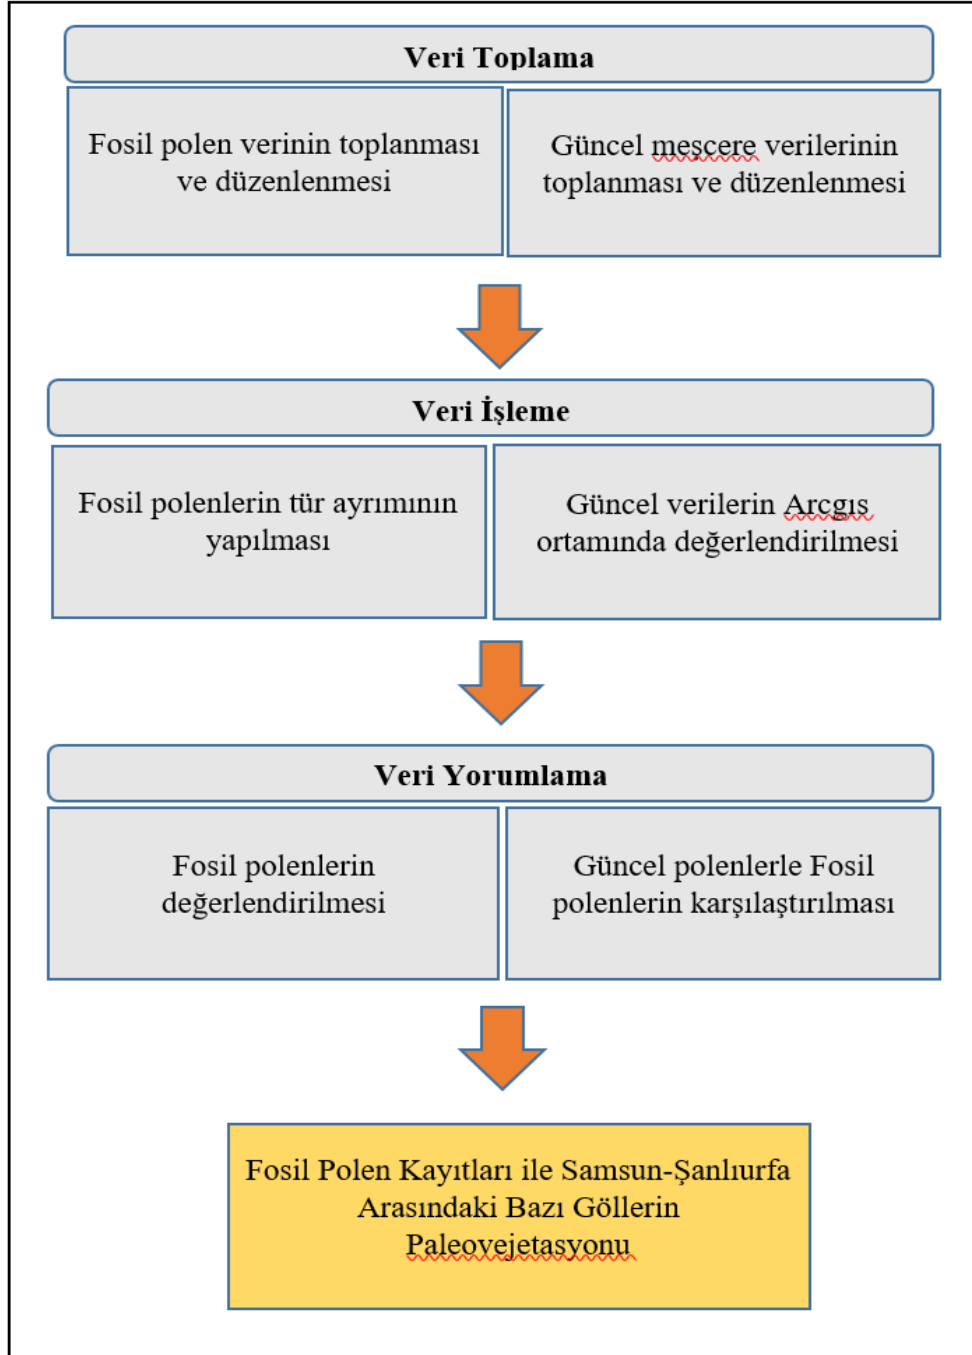 Veri Toplama
Fosil polen verinin toplanması
ve düzenlenmesi
Güncel meşcere verilerinin
toplanması ve düzenlenmesi
Veri İşleme
Fosil polenlerin tür ayrımının
yapılması
Güncel verilerin Arcgıs
ortamında değerlendirilmesi
Veri Yorumlama
Fosil polenlerin
değerlendirilmesi
Güncel polenlerle Fosil
polenlerin karşılaştırılması
Fosil Polen Kayıtları ile Samsun-Şanlıurfa
Arasındaki Bazı Göllerin
Paleovejetasyonu